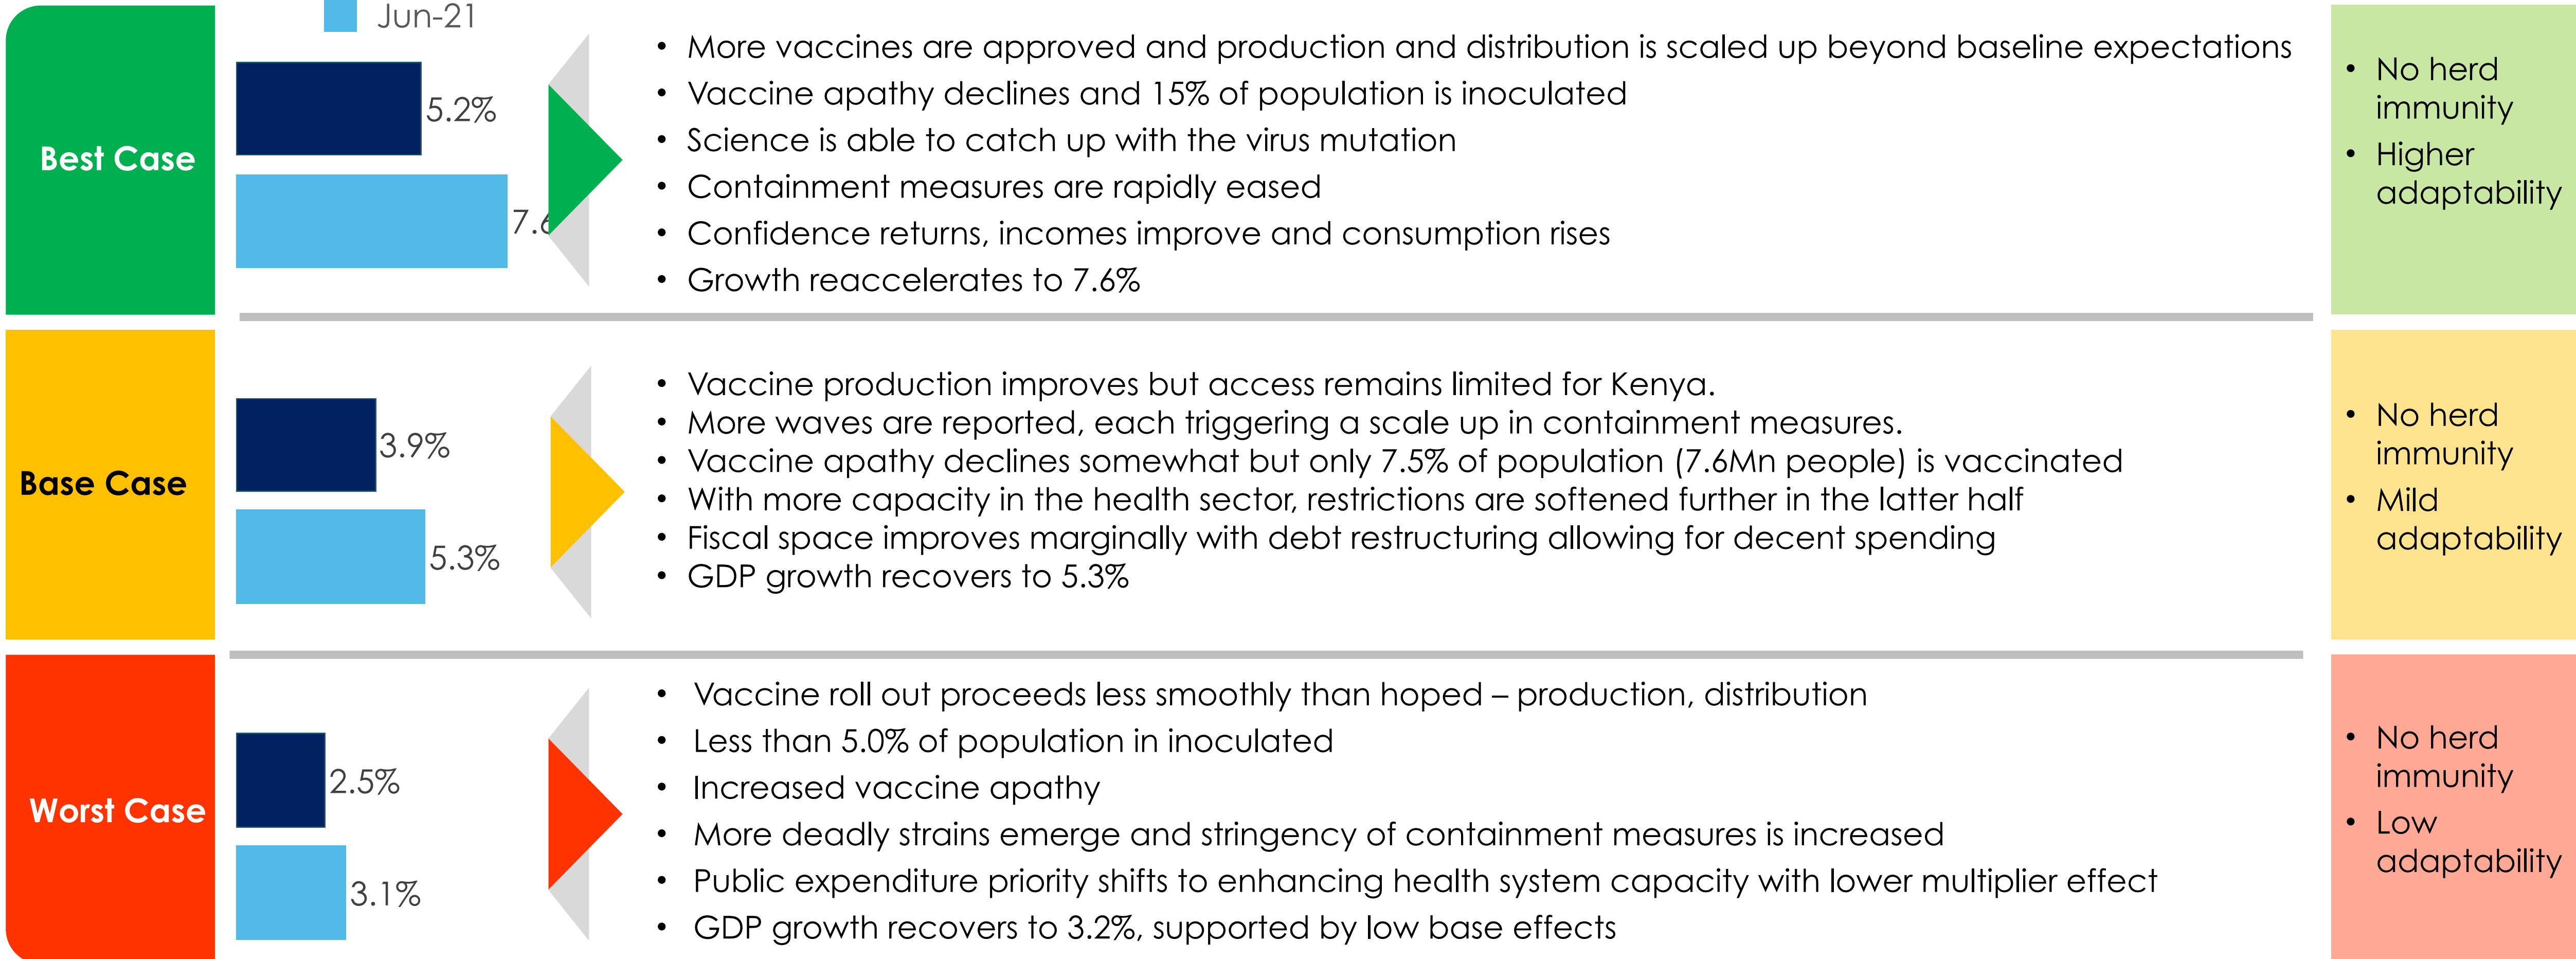 Jun-21
Best Case
5.2%
7.6
• More vaccines are approved and production and distribution is scaled up beyond baseline expectations
• Vaccine apathy declines and 15% of population is inoculated
• Science is able to catch up with the virus mutation
• Containment measures are rapidly eased
• Confidence returns, incomes improve and consumption rises
• Growth reaccelerates to 7.6%
• No herd
immunity
• Higher
adaptability
Base Case
3.9%
5.3%
• Vaccine production improves but access remains limited for Kenya.
• More waves are reported, each triggering a scale up in containment measures.
• Vaccine apathy declines somewhat but only 7.5% of population (7.6Mn people) is vaccinated
• With more capacity in the health sector, restrictions are softened further in the latter half
• Fiscal space improves marginally with debt restructuring allowing for decent spending
• GDP growth recovers to 5.3%
• No herd
immunity
• Mild
adaptability
Worst Case
2.5%
3.1%
• Vaccine roll out proceeds less smoothly than hoped – production, distribution
• Less than 5.0% of population in inoculated
• Increased vaccine apathy
• More deadly strains emerge and stringency of containment measures is increased
• Public expenditure priority shifts to enhancing health system capacity with lower multiplier effect
• GDP growth recovers to 3.2%, supported by low base effects
• No herd
immunity
• Low
adaptability